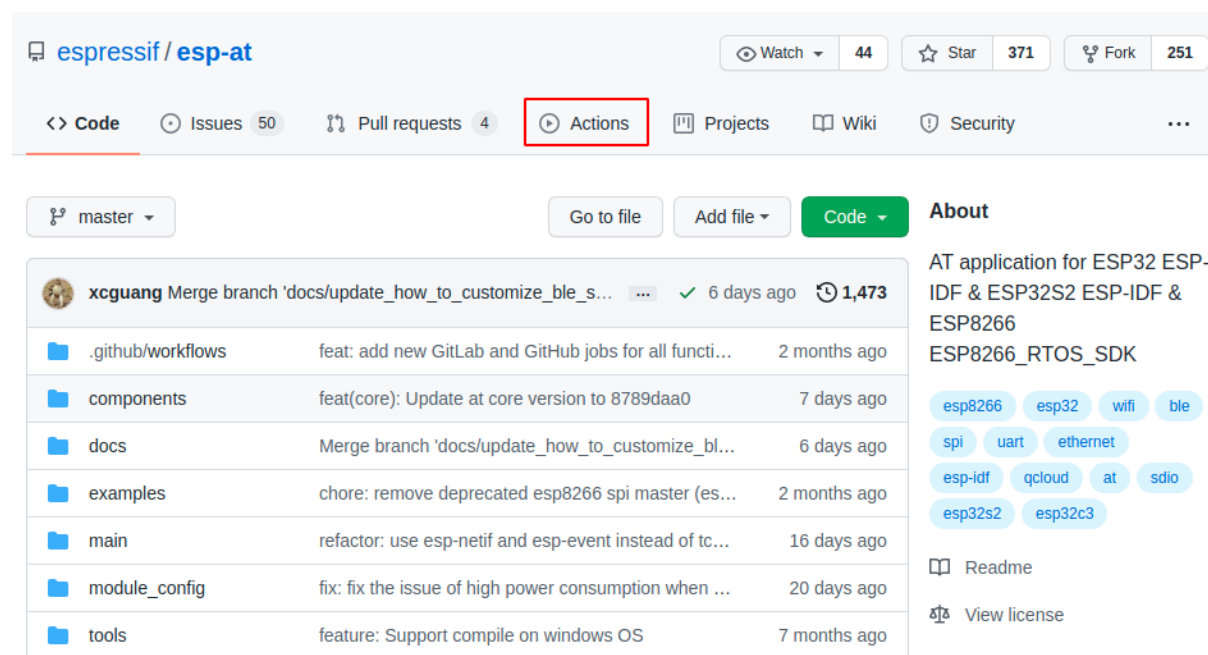 espressif / esp-at
Watch 44 Star 371 Fork 251
Code Issues 50 Pull requests 4 Actions Projects Wiki Security ...
master Go to file Add file Code
xcguang Merge branch 'docs/update_how_to_customize_ble_s… ... 6 days ago 1,473
.github/workflows feat: add new GitLab and GitHub jobs for all functi… 2 months ago
components feat(core): Update at core version to 8789daa0 7 days ago
docs Merge branch 'docs/update_how_to_customize_bl… 6 days ago
examples chore: remove deprecated esp8266 spi master (es… 2 months ago
main refactor: use esp-netif and esp-event instead of tc… 16 days ago
module_config fix: fix the issue of high power consumption when … 20 days ago
tools feature: Support compile on windows OS 7 months ago
About
AT application for ESP32 ESP-
IDF & ESP32S2 ESP-IDF &
ESP8266
ESP8266_RTOS_SDK
esp8266 esp32 wifi ble
spi uart ethernet
esp-idf qcloud at sdio
esp32s2 esp32c3
Readme
View license